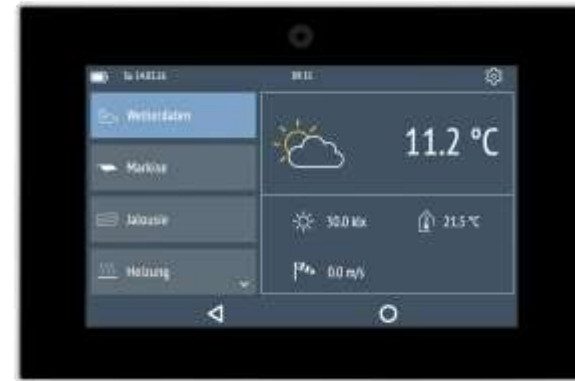 Wetterdaten
11.2 °C
Markise
Jalousie
30.0 klx
21.5 °C
Heizung
0.0 m/s